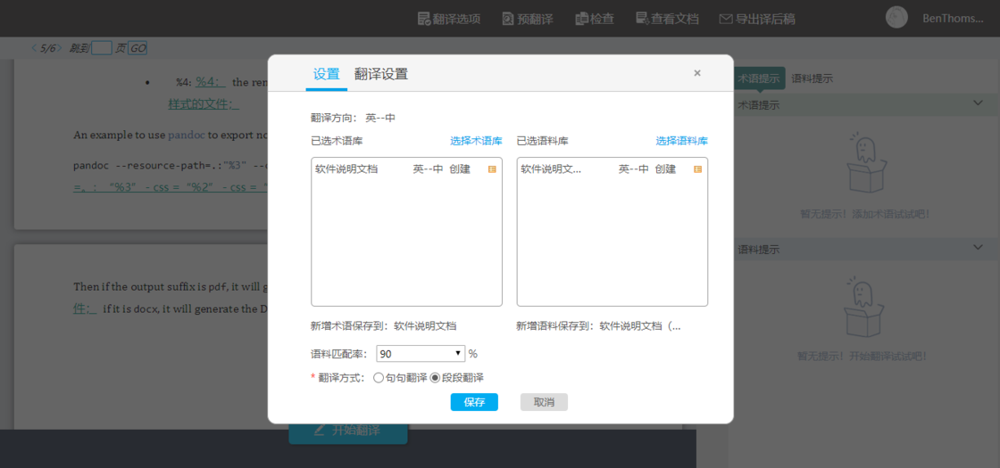 翻译选项 预翻译 检查 查看文档 导出译后稿 BenThoms...
< 5/6 > 跳到 页 GO
设置 翻译设置 ×
术语提示 语料提示
• %4: %4: the ren
样式的文件;
术语提示
翻译方向: 英--中
An example to use pandoc to export no
已选术语库 选择术语库 已选语料库 选择语料库
pandoc --resource-path=.:"%3" --c
软件说明文档 英--中 创建 E 软件说明文... 英--中 创建 E
=。: "%3" - css = "%2" - css = "
暂无提示！添加术语试试吧！
语料提示
Then if the output suffix is pdf, it will g
件; if it is docx, it will generate the D
新增术语保存到: 软件说明文档 新增语料保存到: 软件说明文档（...
语料匹配率: 90 %
暂无提示！开始翻译试试吧！
* 翻译方式: 句句翻译 段段翻译
保存 取消
开始翻译